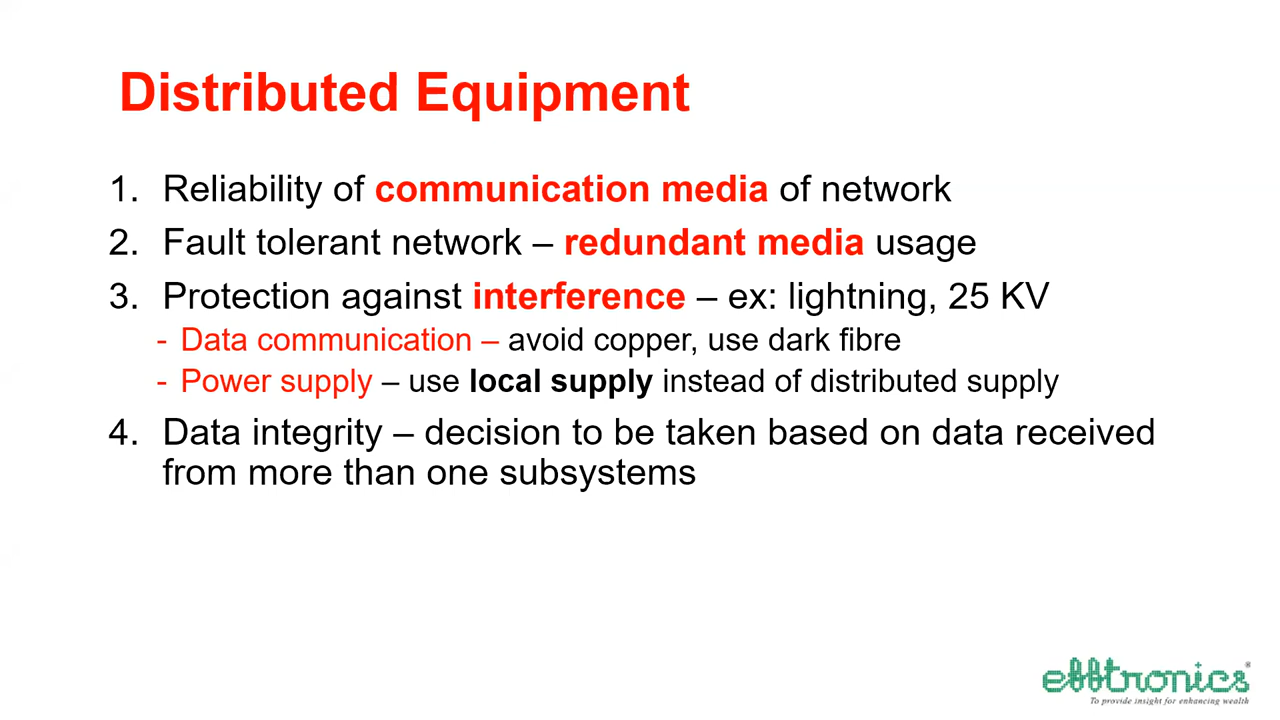 Distributed Equipment
1. Reliability of communication media of network
2. Fault tolerant network – redundant media usage
3. Protection against interference – ex: lightning, 25 KV
- Data communication – avoid copper, use dark fibre
- Power supply – use local supply instead of distributed supply
4. Data integrity – decision to be taken based on data received
from more than one subsystems
efftronics®
To provide insight for enhancing wealth